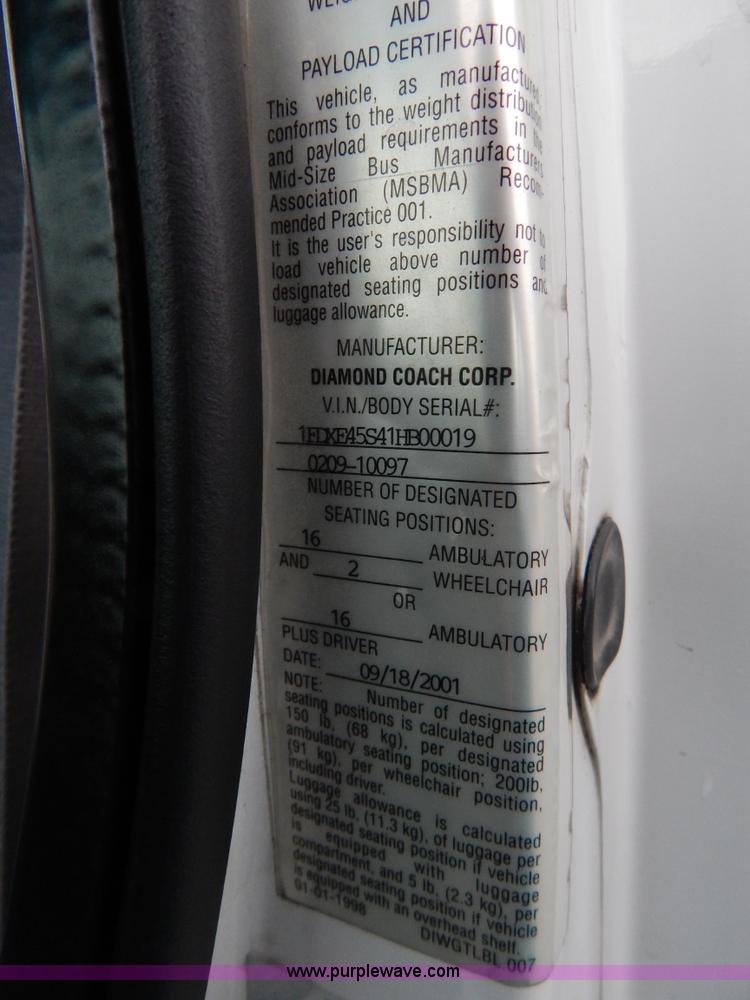 AND
PAYLOAD CERTIFICATION
This vehicle, as manufactured,
conforms to the weight distribution
and payload requirements in the
Mid-Size Bus Manufacturers
Association (MSBMA) Recom-
mended Practice 001.
It is the user's responsibility not to
load vehicle above number of
designated seating positions and
luggage allowance.
MANUFACTURER:
DIAMOND COACH CORP.
V.I.N./BODY SERIAL#:
1FDXE45S41HB00019
0209-10097
NUMBER OF DESIGNATED
SEATING POSITIONS:
16 AMBULATORY
AND 2 WHEELCHAIR
OR
16 AMBULATORY
PLUS DRIVER
DATE: 09/18/2001
NOTE: Number of designated
seating positions is calculated using
150 lb, (68 kg), per designated
ambulatory seating position; 200lb,
(91 kg), per wheelchair position,
including driver.
Luggage allowance is calculated
using 25 lb, (11.3 kg), of luggage per
designated seating position if vehicle
is equipped with luggage
compartment, and 5 lb, (2.3 kg), per
designated seating position if vehicle
is equipped with an overhead shelf.
01-01-1998 DIWGTLBL 007
www.purplewave.com